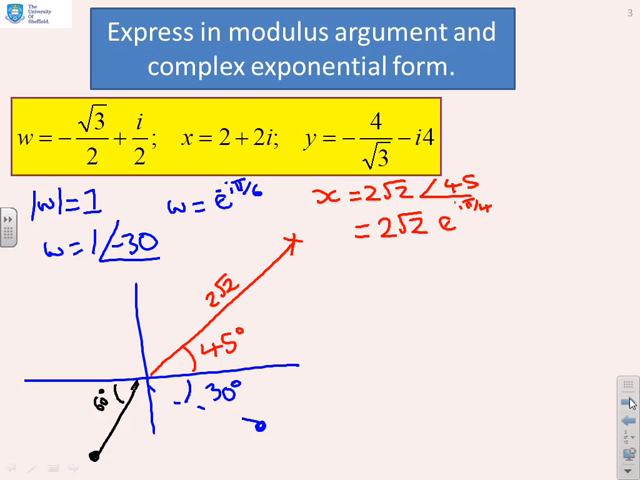 The University Of Sheffield.
3
Express in modulus argument and
complex exponential form.
w = -√3/2 + i/2; x = 2 + 2i; y = -4/√3 - i4
|w| = 1
w = e^{-iπ/6}
x = 2√2 ∠45
w = 1∠-30
= 2√2 e^{iπ/4}
2√2
45°
60°
-30°